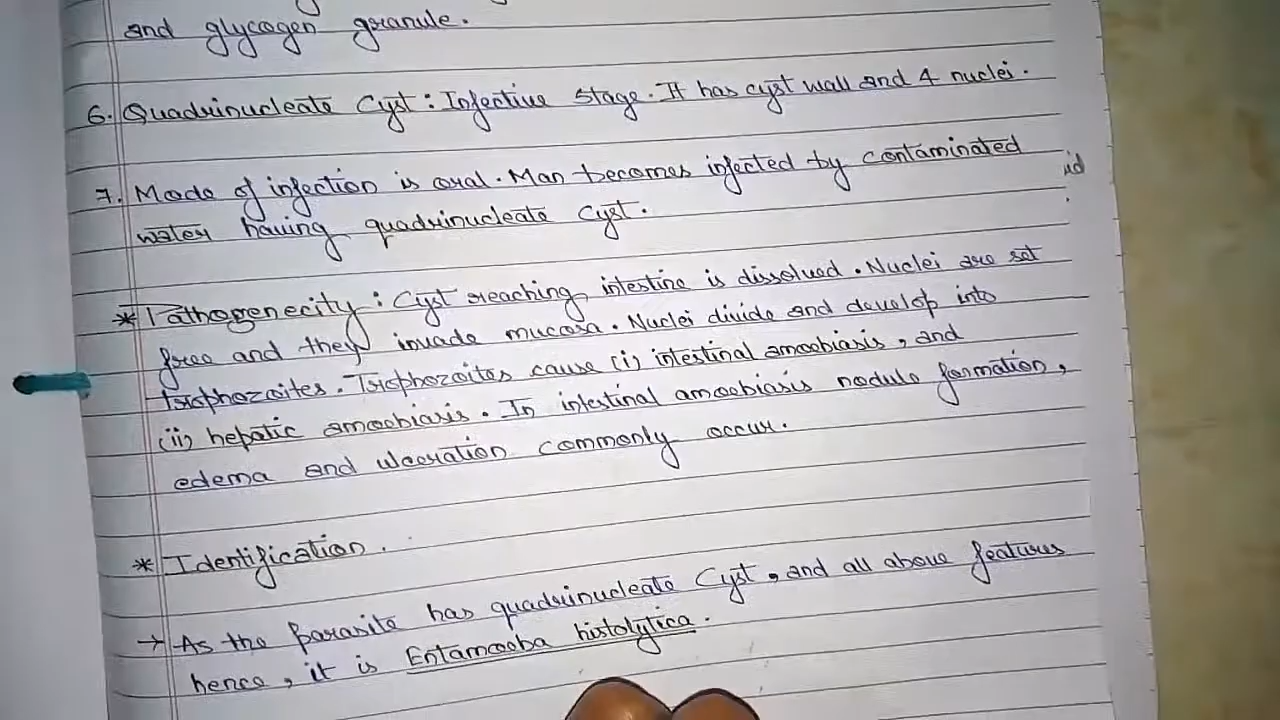 and glycogen granule.
6. Quadrinucleate Cyst : Infective stage. It has cyst wall and 4 nuclei.
7. Mode of infection is oral. Man becomes infected by contaminated
water having quadrinucleate cyst.
* Pathogenecity : Cyst reaching intestine is dissolved. Nuclei are set
free and they invade mucosa. Nuclei divide and develop into
trophozoites. Trophozoites cause (i) intestinal amoebiasis, and
(ii) hepatic amoebiasis. In intestinal amoebiasis nodule formation,
edema and ulceration commonly occur.
* Identification.
→ As the parasite has quadrinucleate Cyst, and all above features
hence, it is Entamoeba histolytica.